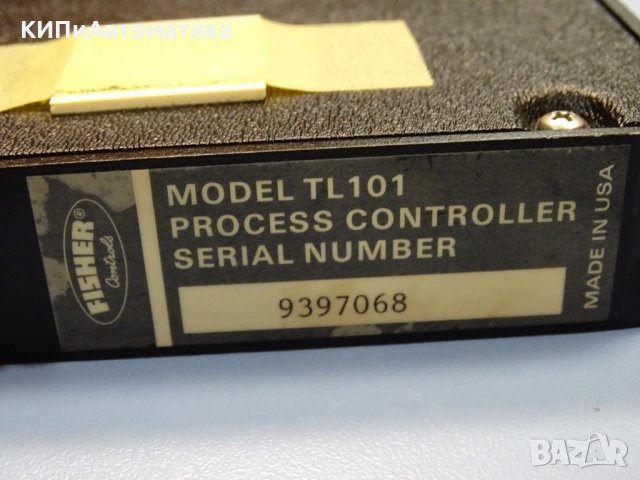 КИПиАвтоматика
FISHER®
Controls
MODEL TL101
PROCESS CONTROLLER
SERIAL NUMBER
9397068
MADE IN USA
BAZAR